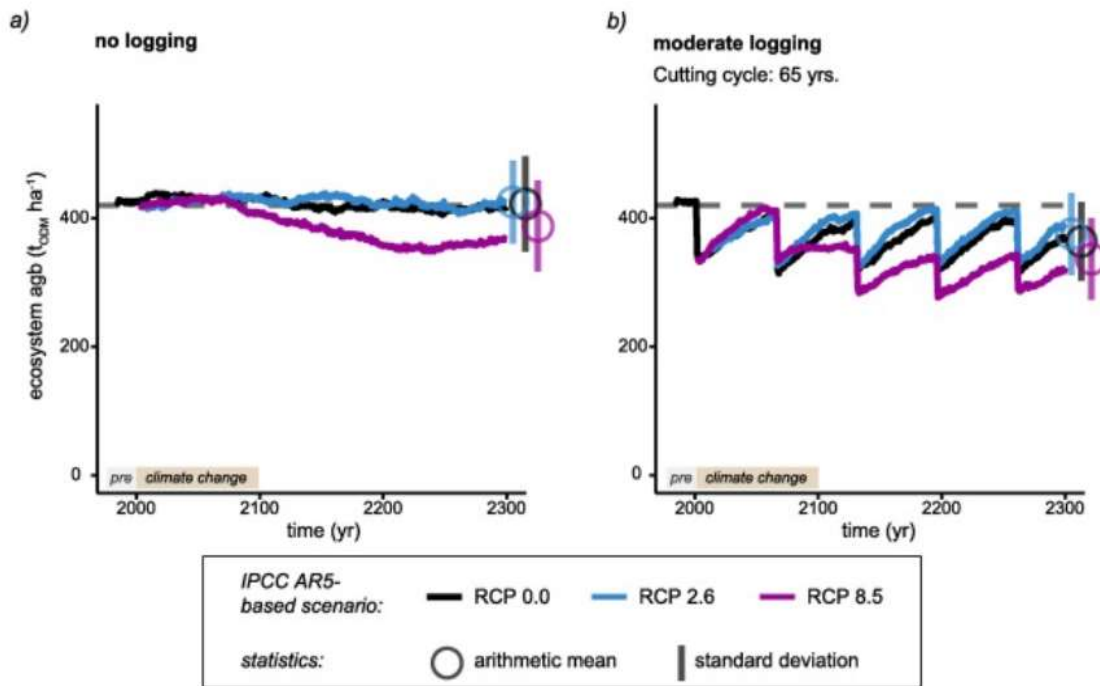 a)
no logging
b)
moderate logging
Cutting cycle: 65 yrs.
ecosystem agb (t_ODM ha⁻¹)
400
200
0
pre climate change
2000 2100 2200 2300
time (yr)
400
200
0
pre climate change
2000 2100 2200 2300
time (yr)
IPCC AR5-
based scenario: RCP 0.0 RCP 2.6 RCP 8.5
statistics: arithmetic mean standard deviation